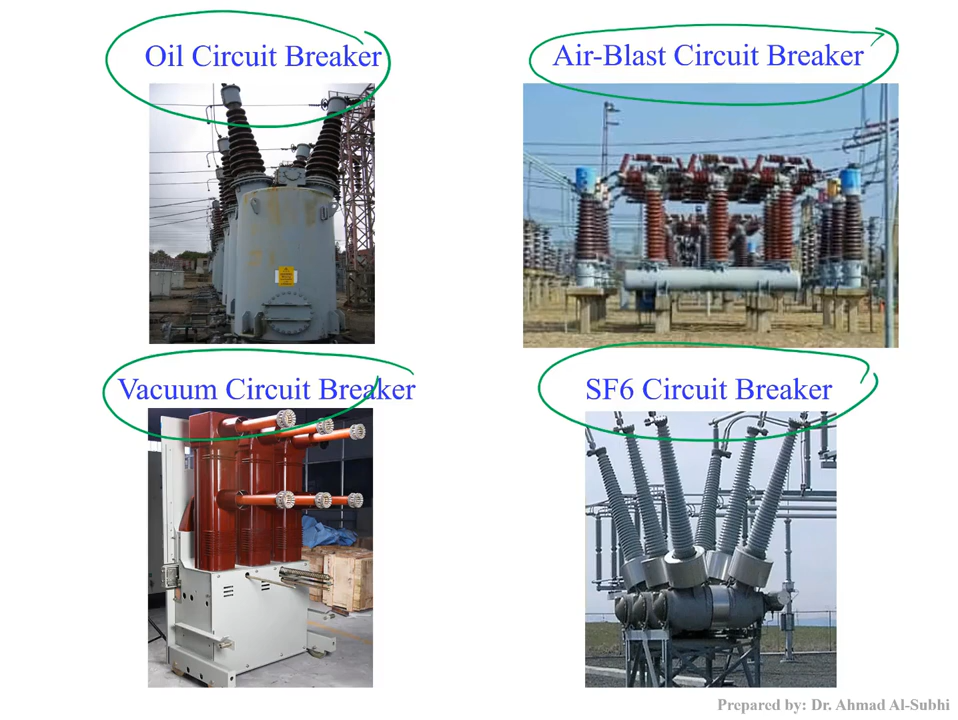 Oil Circuit Breaker
Air-Blast Circuit Breaker
Vacuum Circuit Breaker
SF6 Circuit Breaker
Prepared by: Dr. Ahmad Al-Subhi